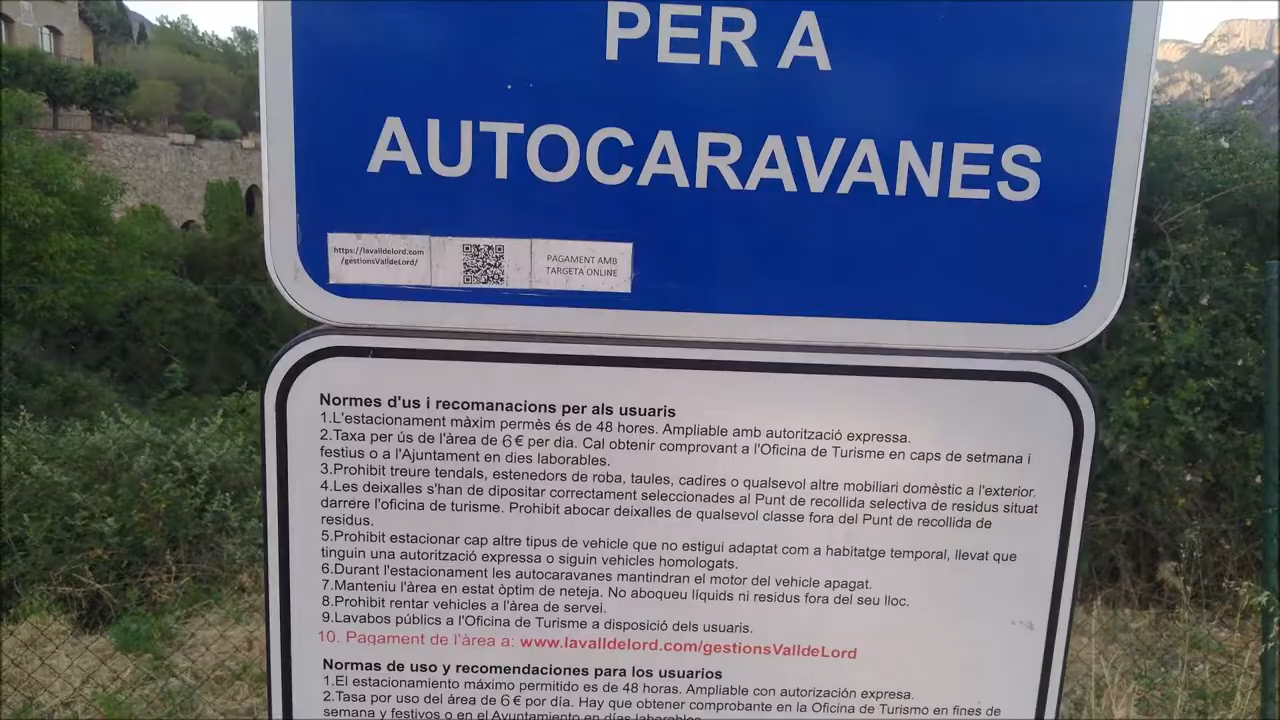 PER A
AUTOCARAVANES
https://lavalldelord.com
/gestionsValldeLord/
PAGAMENT AMB
TARGETA ONLINE
Normes d'us i recomanacions per als usuaris
1.L'estacionament màxim permès és de 48 hores. Ampliable amb autorització expressa.
2.Taxa per ús de l'àrea de 6€ per dia. Cal obtenir comprovant a l'Oficina de Turisme en caps de setmana i
festius o a l'Ajuntament en dies laborables.
3.Prohibit treure tendals, estenedors de roba, taules, cadires o qualsevol altre mobiliari domèstic a l'exterior.
4.Les deixalles s'han de dipositar correctament seleccionades al Punt de recollida selectiva de residus situat
darrere l'oficina de turisme. Prohibit abocar deixalles de qualsevol classe fora del Punt de recollida de
residus.
5.Prohibit estacionar cap altre tipus de vehicle que no estigui adaptat com a habitatge temporal, llevat que
tinguin una autorització expressa o siguin vehicles homologats.
6.Durant l'estacionament les autocaravanes mantindran el motor del vehicle apagat.
7.Manteniu l'àrea en estat òptim de neteja. No aboqueu líquids ni residus fora del seu lloc.
8.Prohibit rentar vehicles a l'àrea de servei.
9.Lavabos públics a l'Oficina de Turisme a disposició dels usuaris.
10. Pagament de l'àrea a: www.lavalldelord.com/gestionsValldeLord
Normas de uso y recomendaciones para los usuarios
1.El estacionamiento máximo permitido es de 48 horas. Ampliable con autorización expresa.
2.Tasa por uso del área de 6€ por día. Hay que obtener comprobante en la Oficina de Turismo en fines de
semana y festivos o en el Ayuntamiento en días laborables.